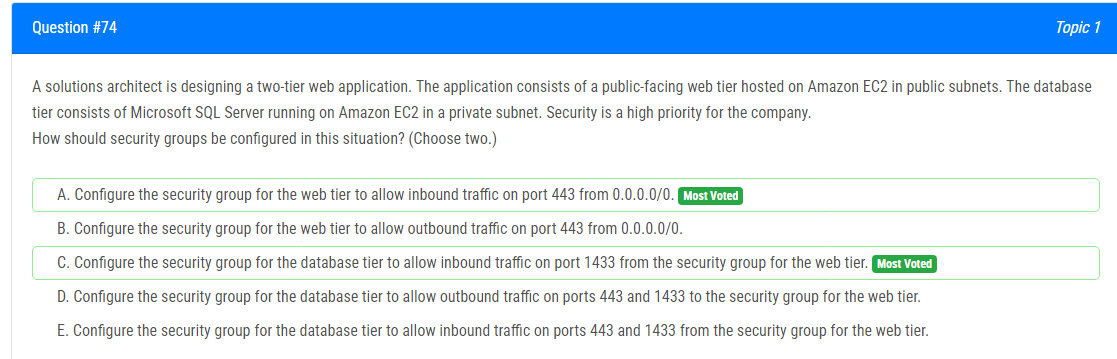 Question #74
Topic 1
A solutions architect is designing a two-tier web application. The application consists of a public-facing web tier hosted on Amazon EC2 in public subnets. The database
tier consists of Microsoft SQL Server running on Amazon EC2 in a private subnet. Security is a high priority for the company.
How should security groups be configured in this situation? (Choose two.)
A. Configure the security group for the web tier to allow inbound traffic on port 443 from 0.0.0.0/0. Most Voted
B. Configure the security group for the web tier to allow outbound traffic on port 443 from 0.0.0.0/0.
C. Configure the security group for the database tier to allow inbound traffic on port 1433 from the security group for the web tier. Most Voted
D. Configure the security group for the database tier to allow outbound traffic on ports 443 and 1433 to the security group for the web tier.
E. Configure the security group for the database tier to allow inbound traffic on ports 443 and 1433 from the security group for the web tier.